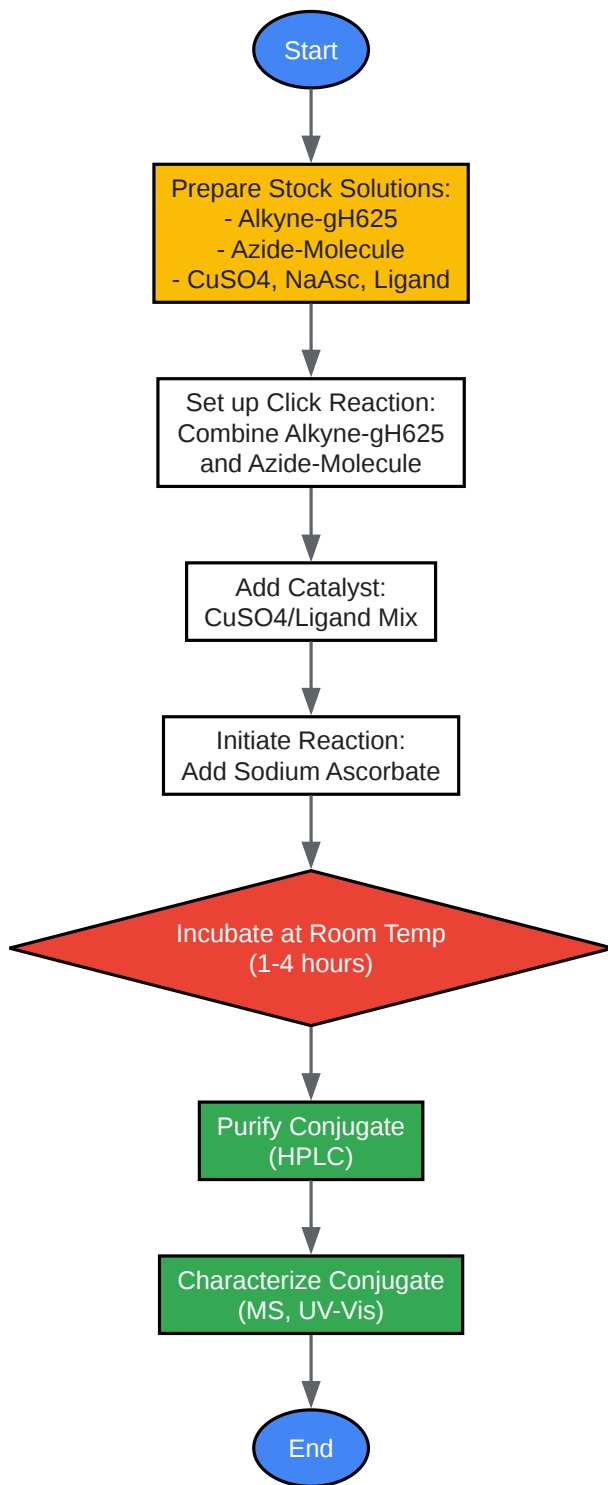 Start
Prepare Stock Solutions:
- Alkyne-gH625
- Azide-Molecule
- CuSO4, NaAsc, Ligand
Set up Click Reaction:
Combine Alkyne-gH625
and Azide-Molecule
Add Catalyst:
CuSO4/Ligand Mix
Initiate Reaction:
Add Sodium Ascorbate
Incubate at Room Temp
(1-4 hours)
Purify Conjugate
(HPLC)
Characterize Conjugate
(MS, UV-Vis)
End